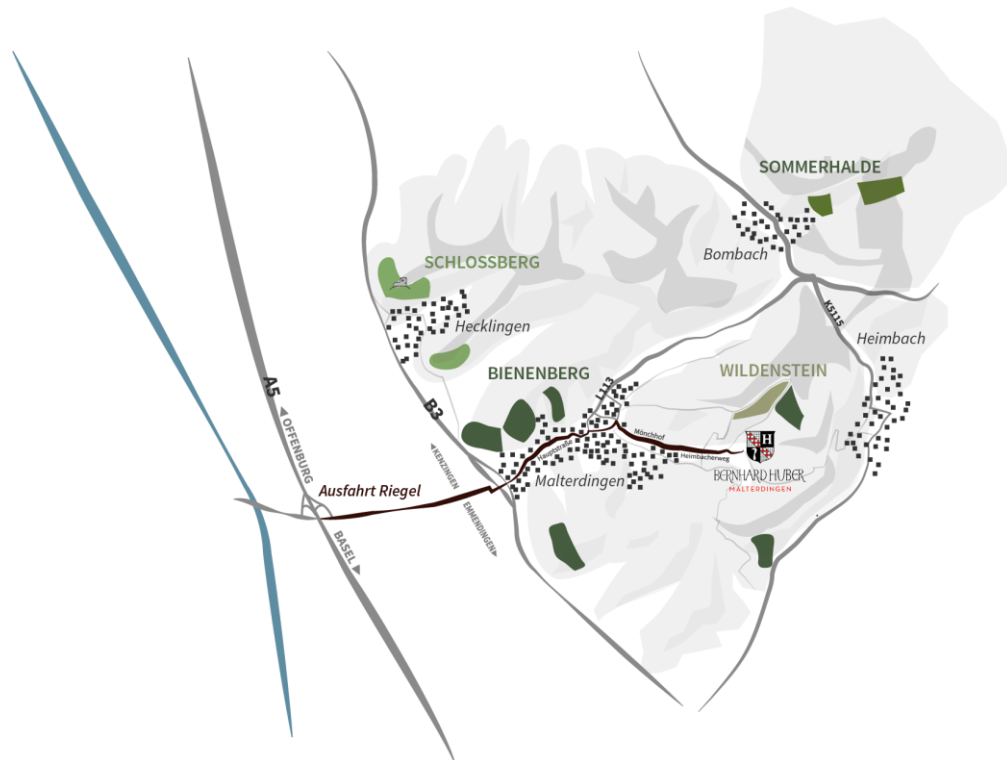 SOMMERHALDE
Bombach
SCHLOSSBERG
Hecklingen
K5115
Heimbach
BIENENBERG
WILDENSTEIN
L113
A5
B3
OFFENBURG
KENZINGEN
Hauptstraße
Mönchhof
Heimbacherweg
H
BERNHARD HUBER
MALTERDINGEN
Malterdingen
Ausfahrt Riegel
EMMENDINGEN
BASEL